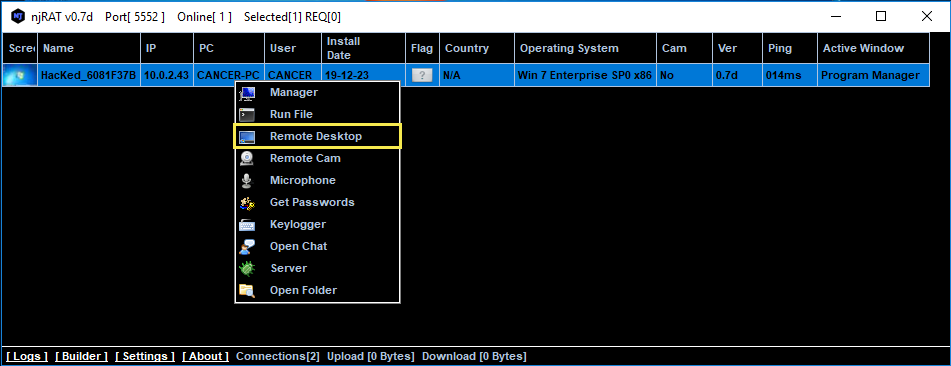 njRAT v0.7d Port[ 5552 ] Online[ 1 ] Selected[1] REQ[0]
Scree Name IP PC User Install Date Flag Country Operating System Cam Ver Ping Active Window
HacKed_6081F37B 10.0.2.43 CANCER-PC CANCER 19-12-23 ? N/A Win 7 Enterprise SP0 x86 No 0.7d 014ms Program Manager
Manager
Run File
Remote Desktop
Remote Cam
Microphone
Get Passwords
Keylogger
Open Chat
Server
Open Folder
[ Logs ] [ Builder ] [ Settings ] [ About ] Connections[2] Upload [0 Bytes] Download [0 Bytes]